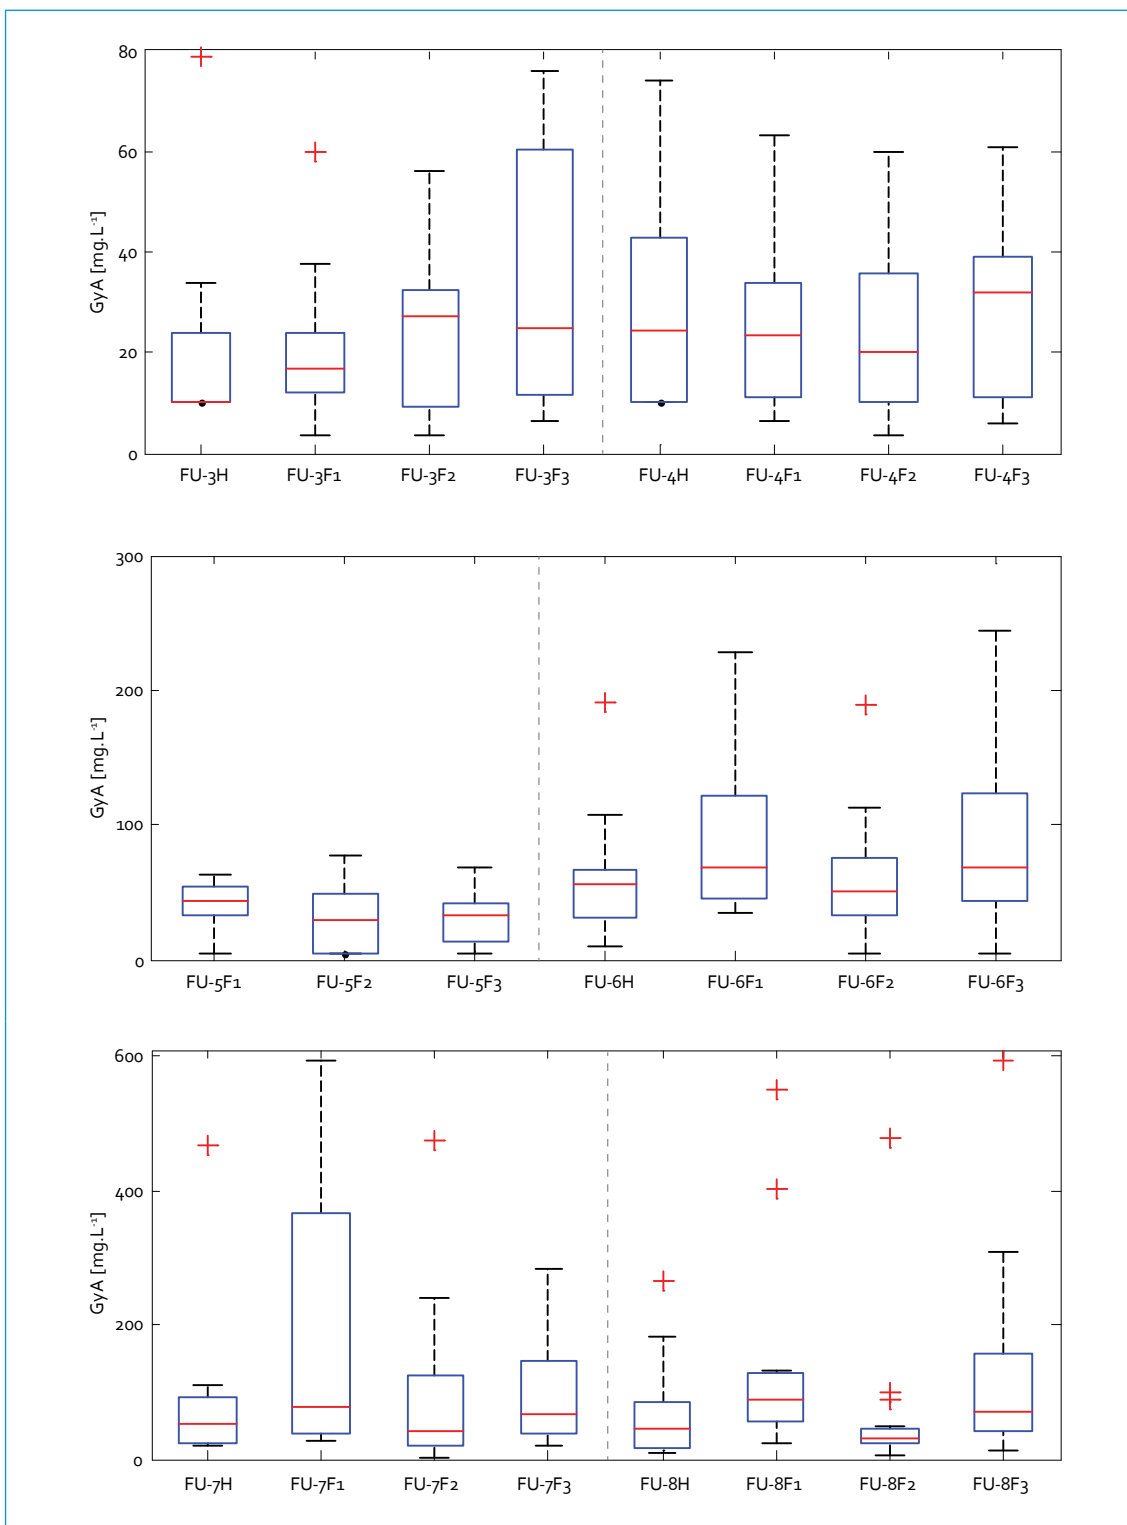 80
60
40
20
0
GyA [mg.L⁻¹]
FU-3H FU-3F1 FU-3F2 FU-3F3 FU-4H FU-4F1 FU-4F2 FU-4F3
300
200
100
0
GyA [mg.L⁻¹]
FU-5F1 FU-5F2 FU-5F3 FU-6H FU-6F1 FU-6F2 FU-6F3
600
400
200
0
GyA [mg.L⁻¹]
FU-7H FU-7F1 FU-7F2 FU-7F3 FU-8H FU-8F1 FU-8F2 FU-8F3